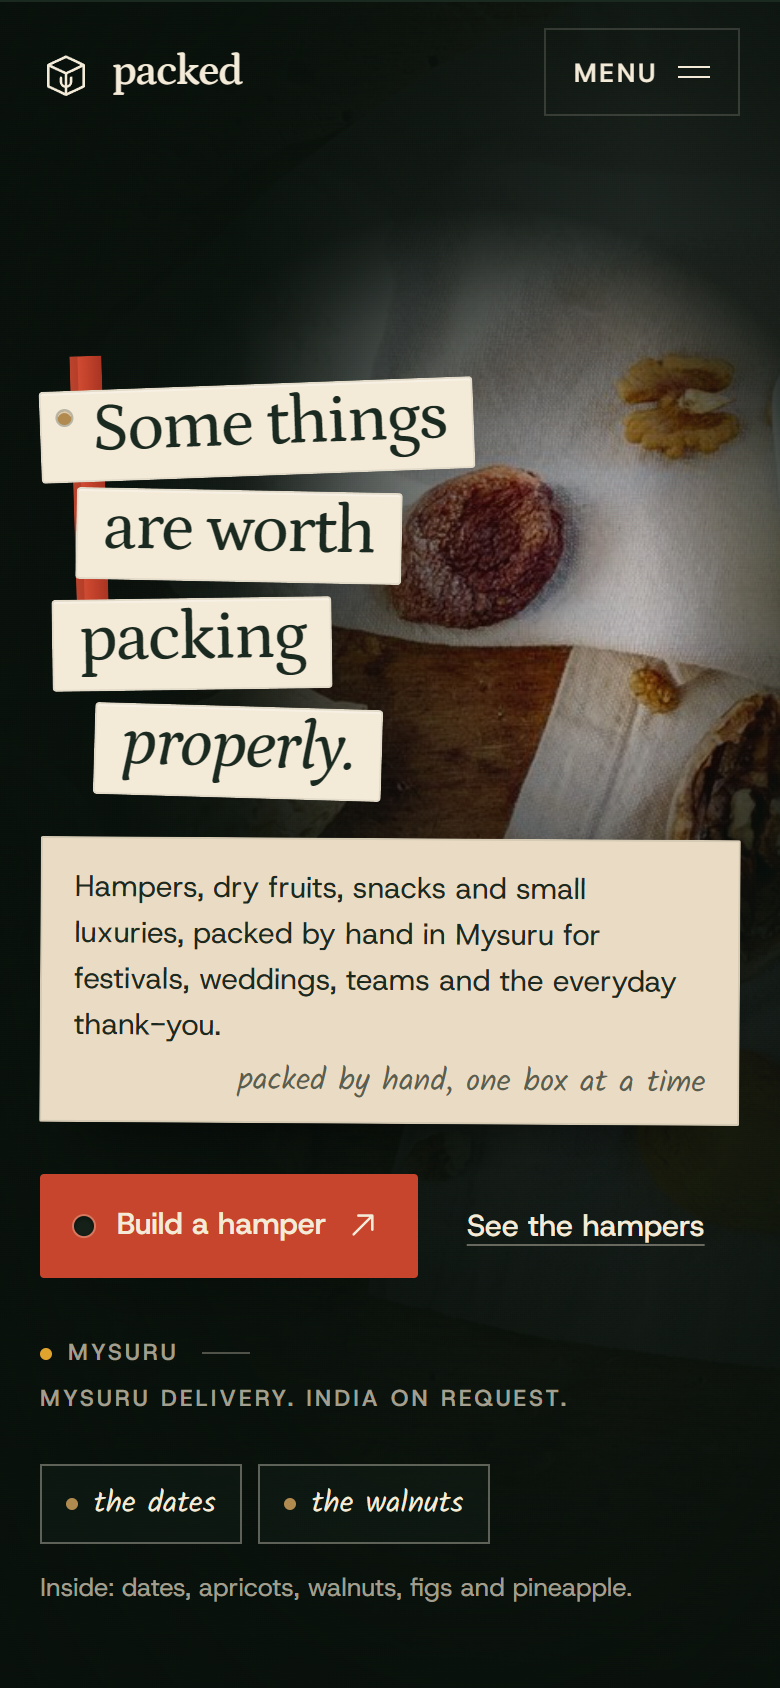 packed
MENU
Some things
are worth
packing
properly.
Hampers, dry fruits, snacks and small
luxuries, packed by hand in Mysuru for
festivals, weddings, teams and the everyday
thank-you.
packed by hand, one box at a time
Build a hamper
See the hampers
MYSURU
MYSURU DELIVERY. INDIA ON REQUEST.
the dates
the walnuts
Inside: dates, apricots, walnuts, figs and pineapple.